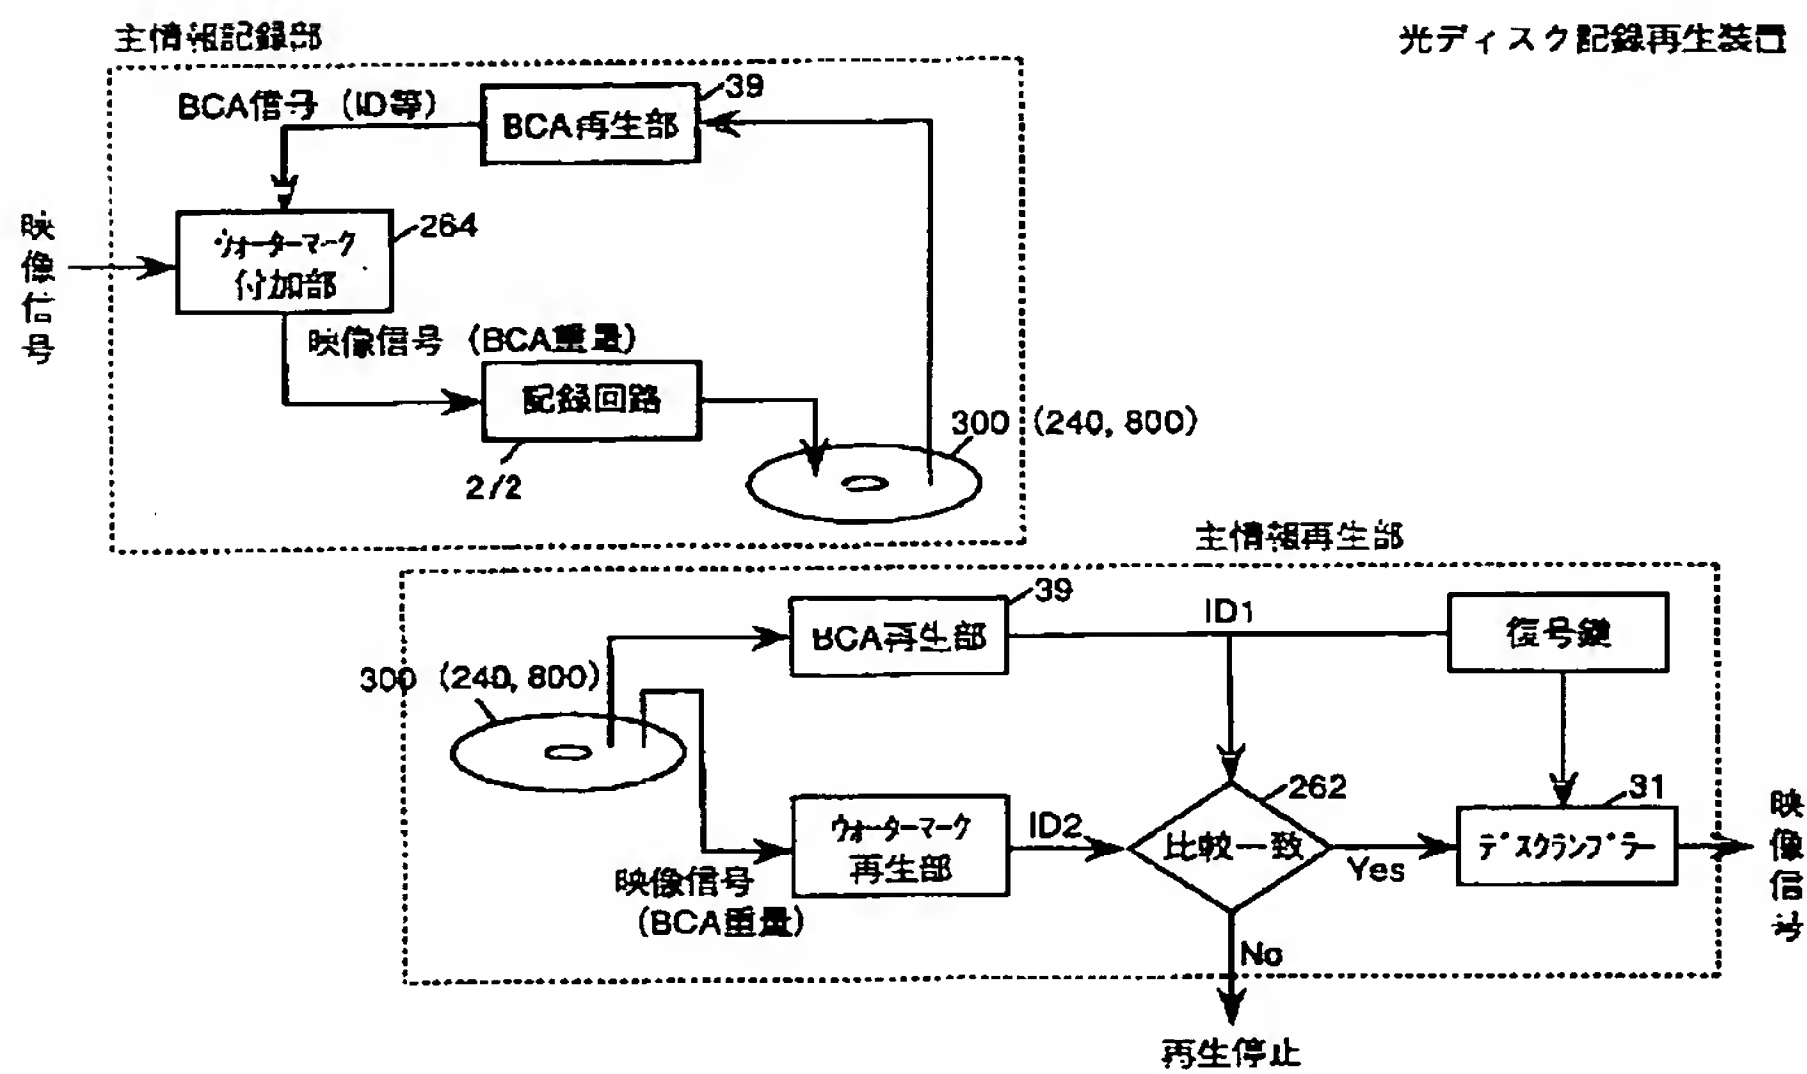 主情報記録部
光ディスク記録再生装置
BCA信号（ID等）
39
BCA再生部
映像信号
264
ウォーターマーク
付加部
映像信号（BCA重畳）
記録回路
2/2
300（240, 800）
主情報再生部
39
BCA再生部
ID1
復号鍵
300（240, 800）
ウォーターマーク
再生部
ID2
映像信号
（BCA重畳）
262
比較一致
Yes
No
31
ﾃﾞｽｸﾗﾝﾌﾞﾗｰ
映像信号
再生停止